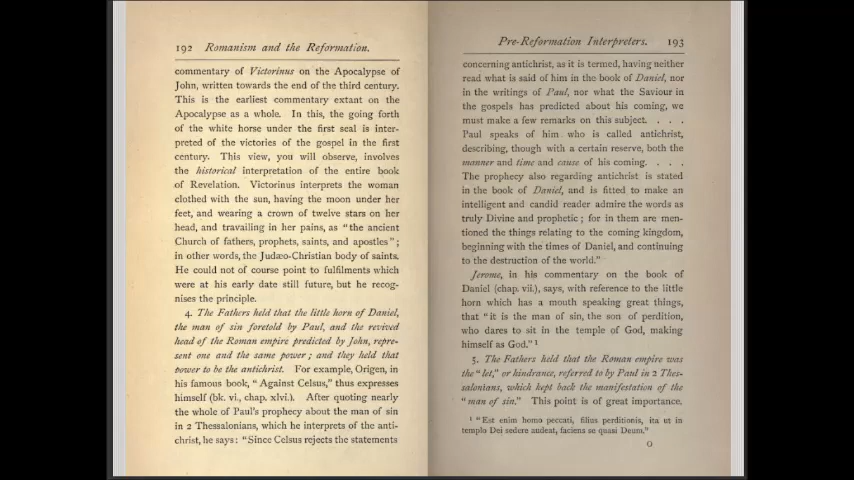 192 Romanism and the Reformation.
commentary of Victorinus on the Apocalypse of
John, written towards the end of the third century.
This is the earliest commentary extant on the
Apocalypse as a whole. In this, the going forth
of the white horse under the first seal is inter-
preted of the victories of the gospel in the first
century. This view, you will observe, involves
the historical interpretation of the entire book
of Revelation. Victorinus interprets the woman
clothed with the sun, having the moon under her
feet, and wearing a crown of twelve stars on her
head, and travailing in her pains, as "the ancient
Church of fathers, prophets, saints, and apostles";
in other words, the Judæo-Christian body of saints.
He could not of course point to fulfilments which
were at his early date still future, but he recog-
nises the principle.
4. The Fathers held that the little horn of Daniel,
the man of sin foretold by Paul, and the revived
head of the Roman empire predicted by John, repre-
sent one and the same power; and they held that
power to be the antichrist. For example, Origen, in
his famous book, "Against Celsus," thus expresses
himself (bk. vi., chap. xlvi.). After quoting nearly
the whole of Paul's prophecy about the man of sin
in 2 Thessalonians, which he interprets of the anti-
christ, he says: "Since Celsus rejects the statements
Pre-Reformation Interpreters. 193
concerning antichrist, as it is termed, having neither
read what is said of him in the book of Daniel, nor
in the writings of Paul, nor what the Saviour in
the gospels has predicted about his coming, we
must make a few remarks on this subject. . . .
Paul speaks of him who is called antichrist,
describing, though with a certain reserve, both the
manner and time and cause of his coming. . . .
The prophecy also regarding antichrist is stated
in the book of Daniel, and is fitted to make an
intelligent and candid reader admire the words as
truly Divine and prophetic; for in them are men-
tioned the things relating to the coming kingdom,
beginning with the times of Daniel, and continuing
to the destruction of the world."
Jerome, in his commentary on the book of
Daniel (chap. vii.), says, with reference to the little
horn which has a mouth speaking great things,
that "it is the man of sin, the son of perdition,
who dares to sit in the temple of God, making
himself as God." 1
5. The Fathers held that the Roman empire was
the "let," or hindrance, referred to by Paul in 2 Thes-
salonians, which kept back the manifestation of the
"man of sin." This point is of great importance.
1 "Est enim homo peccati, filius perditionis, ita ut in
templo Dei sedere audeat, faciens se quasi Deum."
O